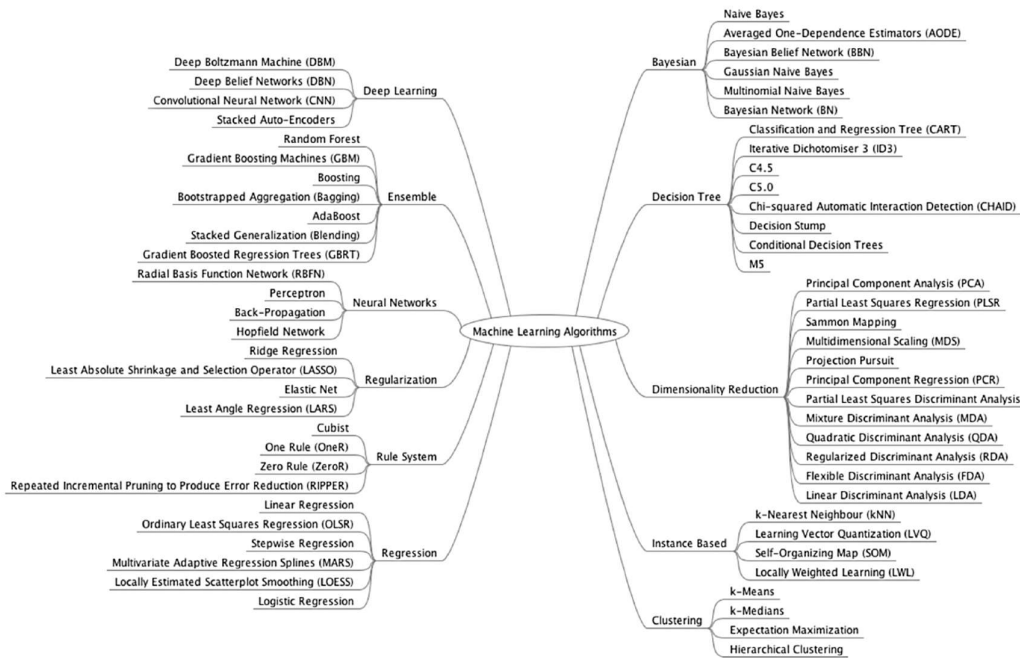 Machine Learning Algorithms
Deep Learning
Deep Boltzmann Machine (DBM)
Deep Belief Networks (DBN)
Convolutional Neural Network (CNN)
Stacked Auto-Encoders
Ensemble
Random Forest
Gradient Boosting Machines (GBM)
Boosting
Bootstrapped Aggregation (Bagging)
AdaBoost
Stacked Generalization (Blending)
Gradient Boosted Regression Trees (GBRT)
Neural Networks
Radial Basis Function Network (RBFN)
Perceptron
Back-Propagation
Hopfield Network
Regularization
Ridge Regression
Least Absolute Shrinkage and Selection Operator (LASSO)
Elastic Net
Least Angle Regression (LARS)
Rule System
Cubist
One Rule (OneR)
Zero Rule (ZeroR)
Repeated Incremental Pruning to Produce Error Reduction (RIPPER)
Regression
Linear Regression
Ordinary Least Squares Regression (OLSR)
Stepwise Regression
Multivariate Adaptive Regression Splines (MARS)
Locally Estimated Scatterplot Smoothing (LOESS)
Logistic Regression
Bayesian
Naive Bayes
Averaged One-Dependence Estimators (AODE)
Bayesian Belief Network (BBN)
Gaussian Naive Bayes
Multinomial Naive Bayes
Bayesian Network (BN)
Decision Tree
Classification and Regression Tree (CART)
Iterative Dichotomiser 3 (ID3)
C4.5
C5.0
Chi-squared Automatic Interaction Detection (CHAID)
Decision Stump
Conditional Decision Trees
M5
Dimensionality Reduction
Principal Component Analysis (PCA)
Partial Least Squares Regression (PLSR
Sammon Mapping
Multidimensional Scaling (MDS)
Projection Pursuit
Principal Component Regression (PCR)
Partial Least Squares Discriminant Analysis
Mixture Discriminant Analysis (MDA)
Quadratic Discriminant Analysis (QDA)
Regularized Discriminant Analysis (RDA)
Flexible Discriminant Analysis (FDA)
Linear Discriminant Analysis (LDA)
Instance Based
k-Nearest Neighbour (kNN)
Learning Vector Quantization (LVQ)
Self-Organizing Map (SOM)
Locally Weighted Learning (LWL)
Clustering
k-Means
k-Medians
Expectation Maximization
Hierarchical Clustering